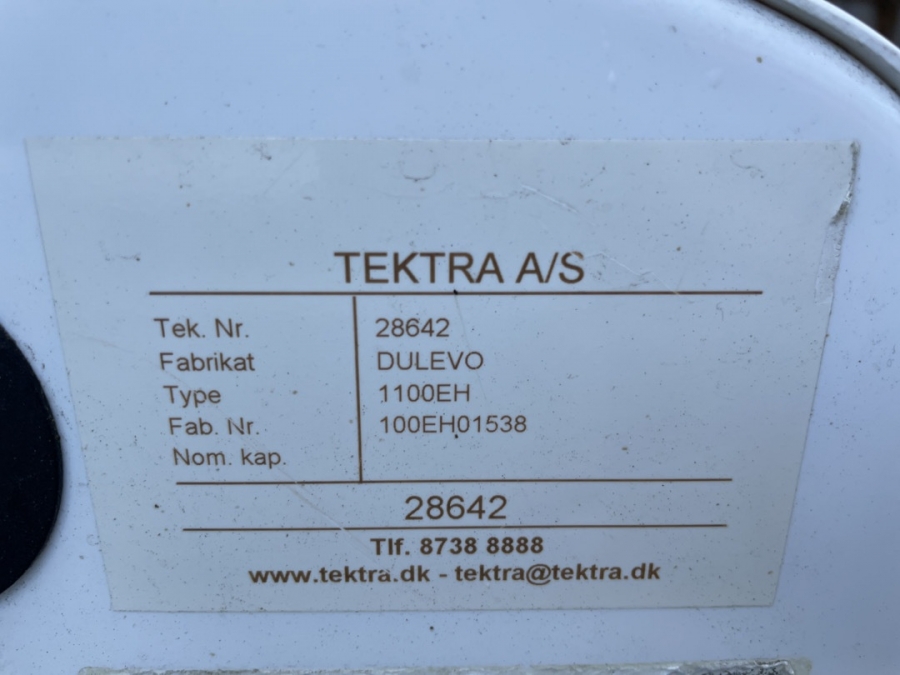 TEKTRA A/S
Tek. Nr. 28642
Fabrikat DULEVO
Type 1100EH
Fab. Nr. 100EH01538
Nom. kap.
28642
Tlf. 8738 8888
www.tektra.dk - tektra@tektra.dk